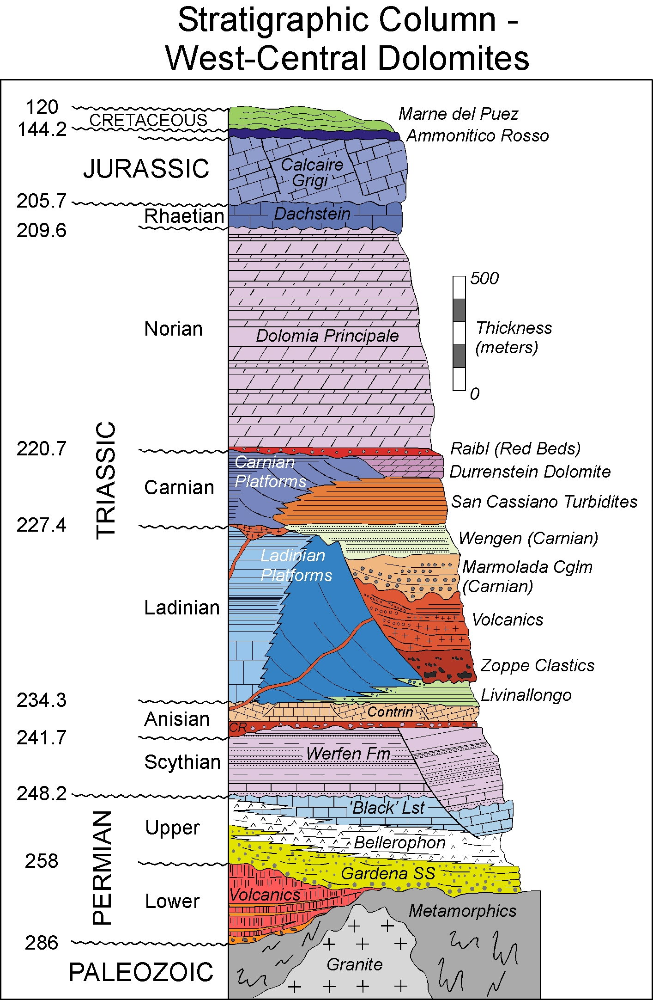 Stratigraphic Column -
West-Central Dolomites
120
CRETACEOUS
144.2
Marne del Puez
Ammonitico Rosso
JURASSIC
Calcaire
Grigi
205.7
Rhaetian
Dachstein
209.6
500
Thickness
(meters)
0
Norian
Dolomia Principale
TRIASSIC
220.7
Raibl (Red Beds)
Carnian
Platforms
Durrenstein Dolomite
Carnian
San Cassiano Turbidites
227.4
Wengen (Carnian)
Ladinian
Platforms
Marmolada Cglm
(Carnian)
Ladinian
Volcanics
Zoppe Clastics
Livinallongo
234.3
Anisian
Contrin
CR
241.7
Scythian
Werfen Fm
248.2
'Black’ Lst
PERMIAN
Upper
Bellerophon
258
Gardena SS
Lower
Volcanics
Metamorphics
286
Granite
PALEOZOIC